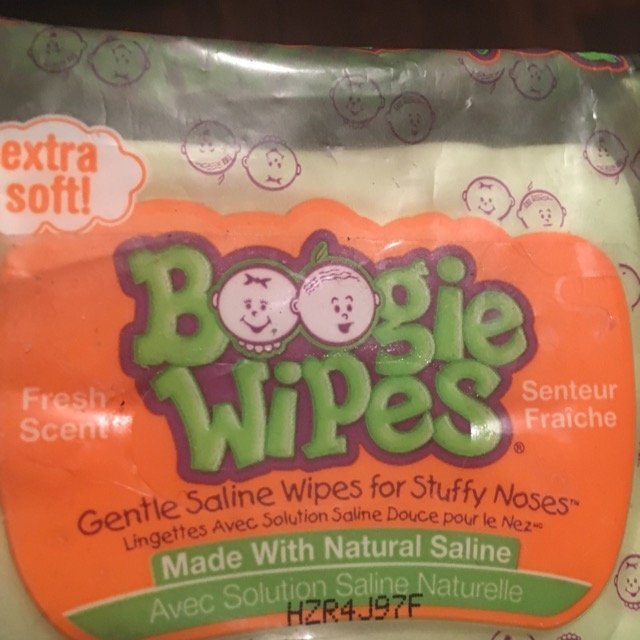 extra
soft!
Boogie
Wipes®
Fresh
Scent
Senteur
Fraîche
Gentle Saline Wipes for Stuffy Noses™
Lingettes Avec Solution Saline Douce pour le Nez
Made With Natural Saline
Avec Solution Saline Naturelle
HZR4J97F